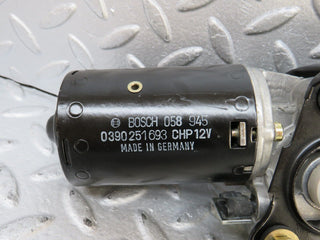 BOSCH 058 945
0390251693 CHP12V
MADE IN GERMANY